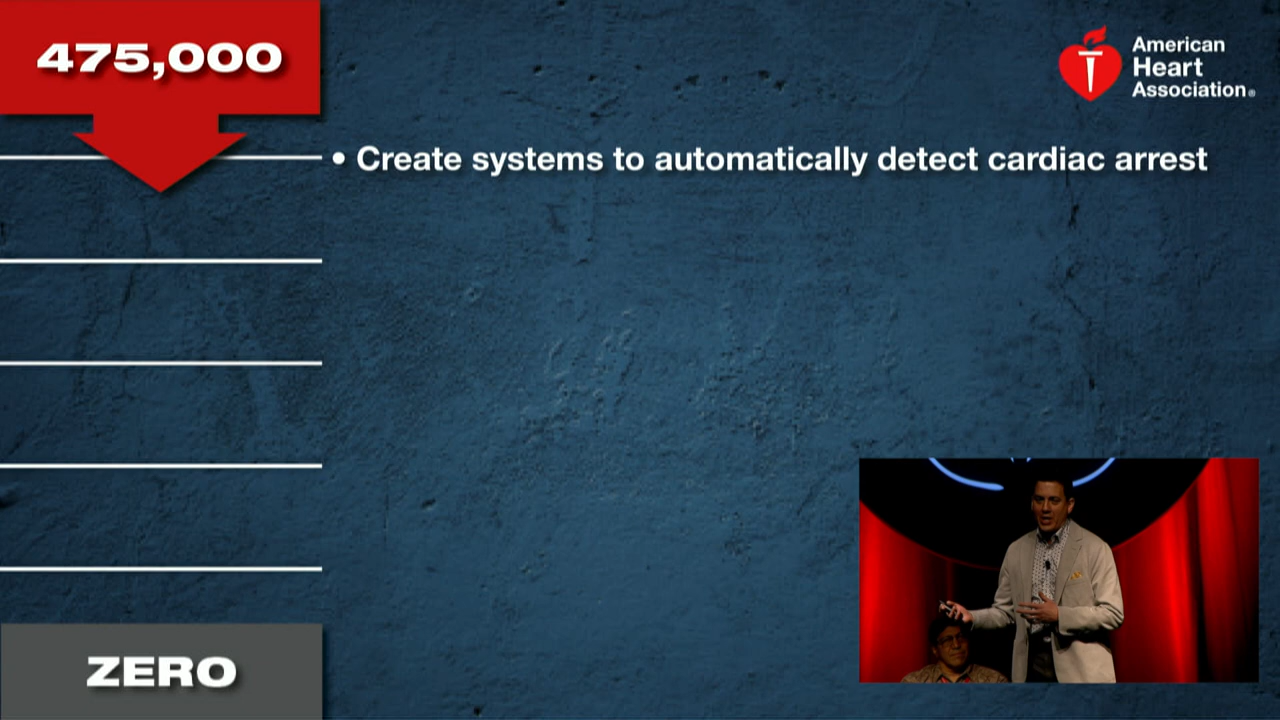 475,000
American
Heart
Association®
• Create systems to automatically detect cardiac arrest
ZERO